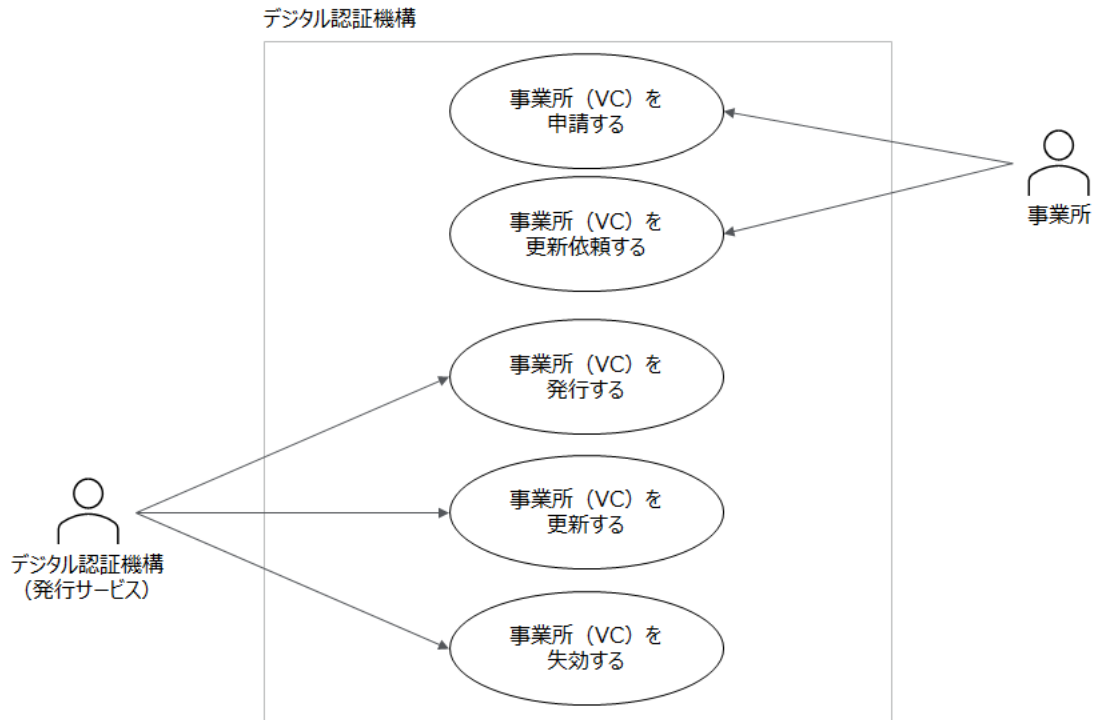 デジタル認証機構
事業所（VC）を
申請する
事業所（VC）を
更新依頼する
事業所
事業所（VC）を
発行する
事業所（VC）を
更新する
デジタル認証機構
（発行サービス）
事業所（VC）を
失効する